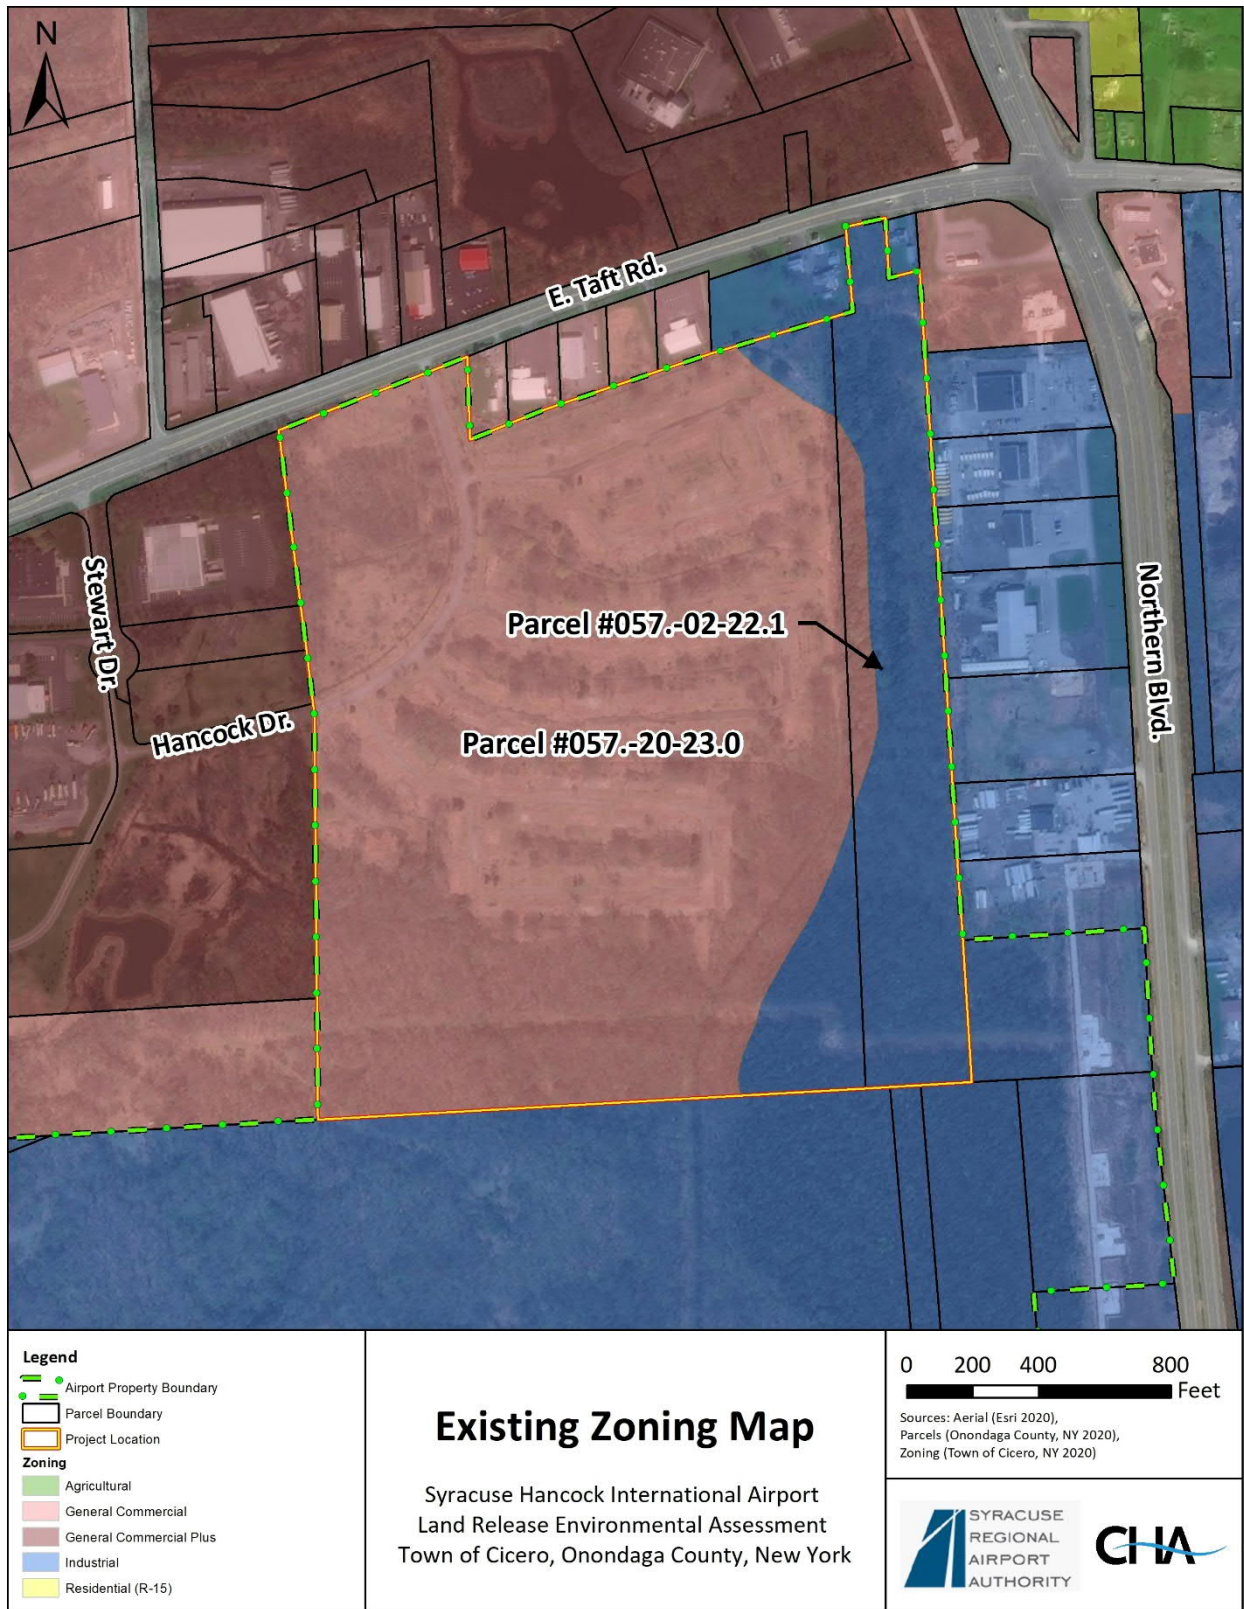 N
E. Taft Rd.
Stewart Dr.
Northern Blvd.
Parcel #057.-02-22.1
Hancock Dr.
Parcel #057.-20-23.0
Legend
Airport Property Boundary
Parcel Boundary
Project Location
Zoning
Agricultural
General Commercial
General Commercial Plus
Industrial
Residential (R-15)
Existing Zoning Map
Syracuse Hancock International Airport
Land Release Environmental Assessment
Town of Cicero, Onondaga County, New York
0 200 400 800
Feet
Sources: Aerial (Esri 2020),
Parcels (Onondaga County, NY 2020),
Zoning (Town of Cicero, NY 2020)
SYRACUSE
REGIONAL
AIRPORT
AUTHORITY
CHA